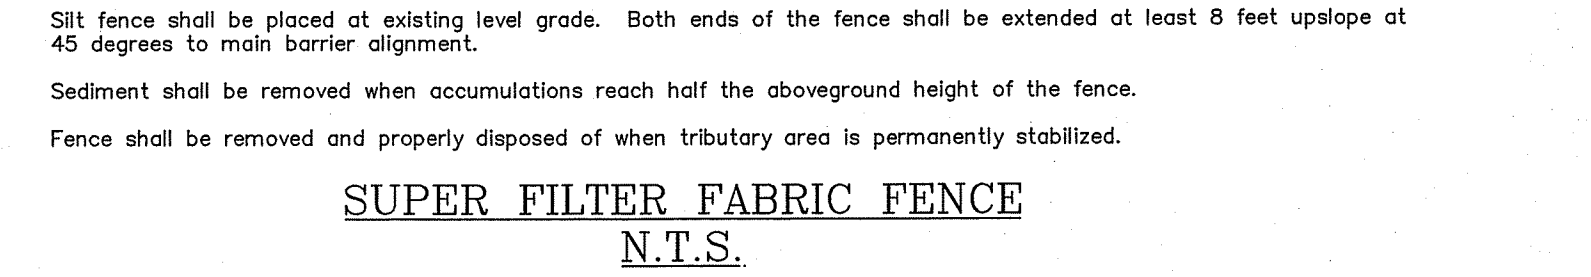 Silt fence shall be placed at existing level grade. Both ends of the fence shall be extended at least 8 feet upslope at
45 degrees to main barrier alignment.
Sediment shall be removed when accumulations reach half the aboveground height of the fence.
Fence shall be removed and properly disposed of when tributary area is permanently stabilized.
SUPER FILTER FABRIC FENCE
N.T.S.